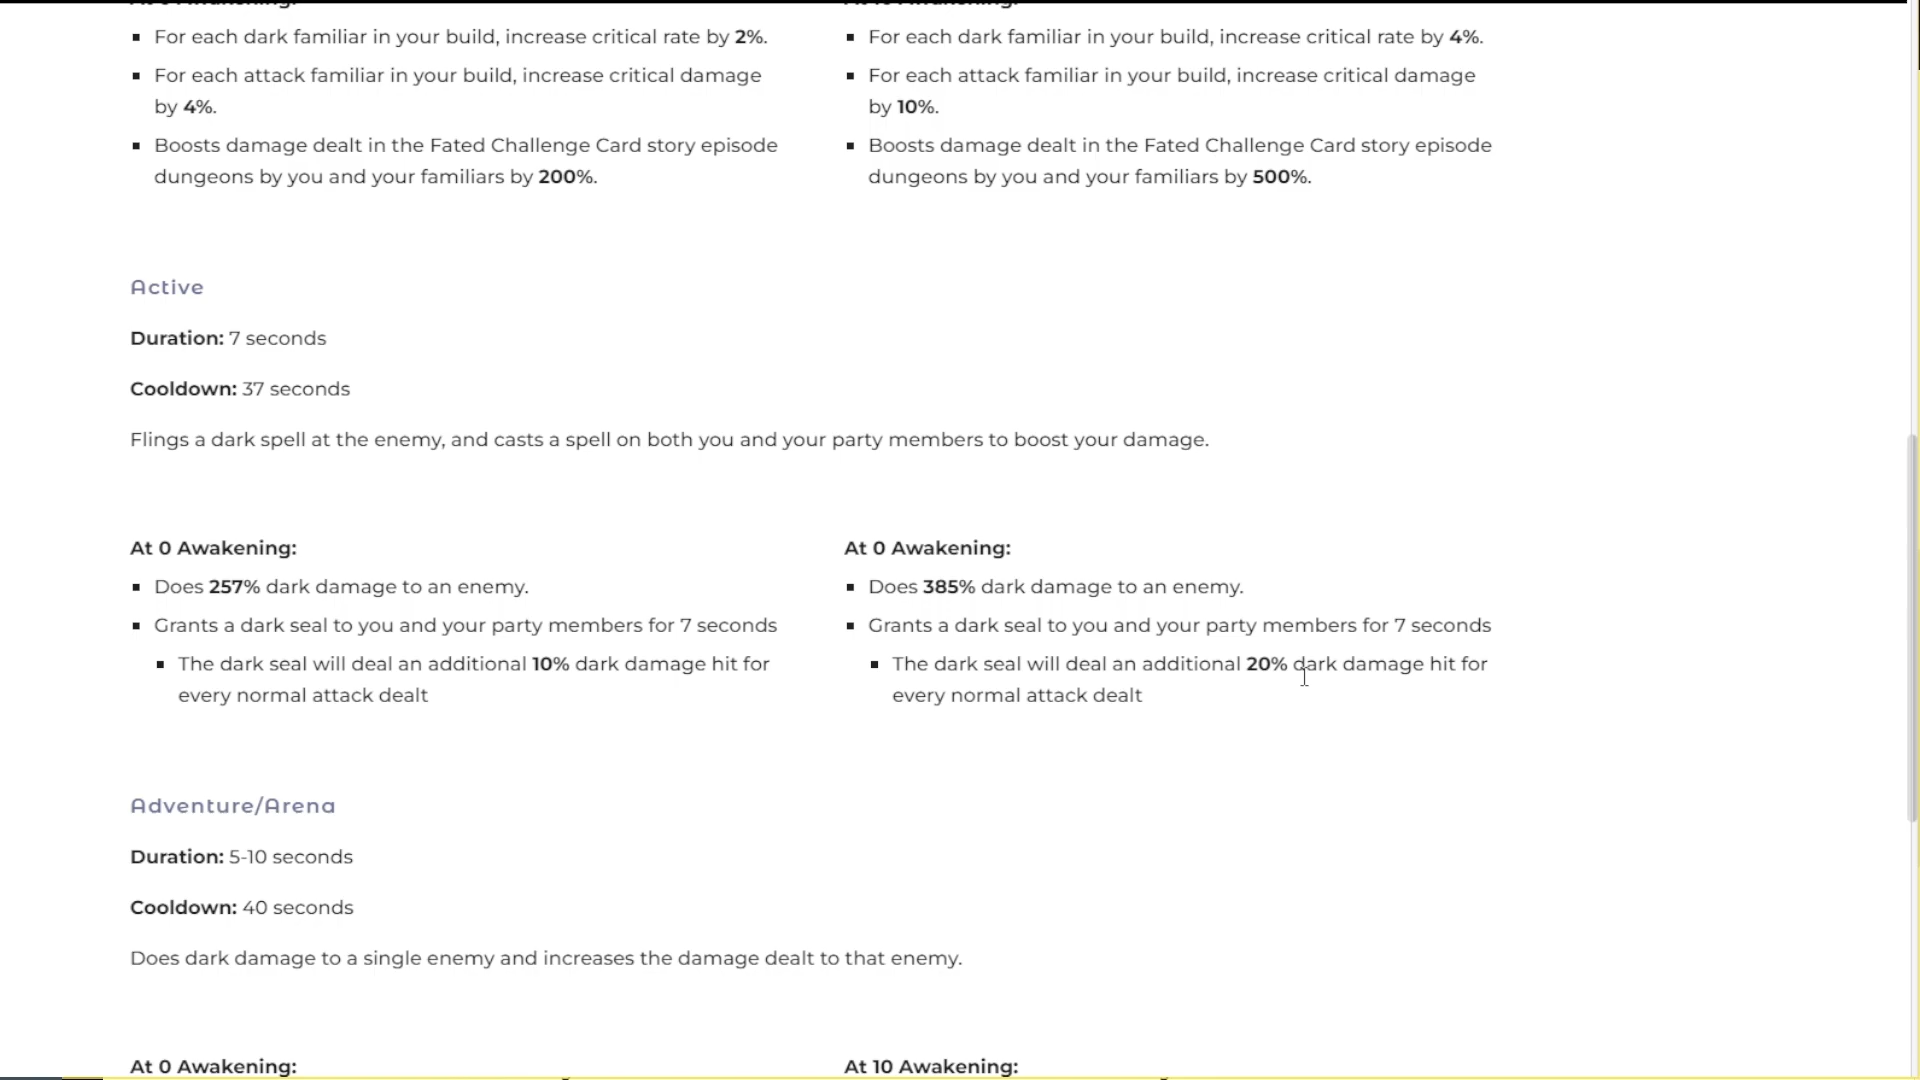 ▪ For each dark familiar in your build, increase critical rate by 2%.
▪ For each attack familiar in your build, increase critical damage
by 4%.
▪ Boosts damage dealt in the Fated Challenge Card story episode
dungeons by you and your familiars by 200%.
▪ For each dark familiar in your build, increase critical rate by 4%.
▪ For each attack familiar in your build, increase critical damage
by 10%.
▪ Boosts damage dealt in the Fated Challenge Card story episode
dungeons by you and your familiars by 500%.
Active
Duration: 7 seconds
Cooldown: 37 seconds
Flings a dark spell at the enemy, and casts a spell on both you and your party members to boost your damage.
At 0 Awakening:
▪ Does 257% dark damage to an enemy.
▪ Grants a dark seal to you and your party members for 7 seconds
▪ The dark seal will deal an additional 10% dark damage hit for
every normal attack dealt
At 0 Awakening:
▪ Does 385% dark damage to an enemy.
▪ Grants a dark seal to you and your party members for 7 seconds
▪ The dark seal will deal an additional 20% dark damage hit for
every normal attack dealt
Adventure/Arena
Duration: 5-10 seconds
Cooldown: 40 seconds
Does dark damage to a single enemy and increases the damage dealt to that enemy.
At 0 Awakening:
At 10 Awakening: